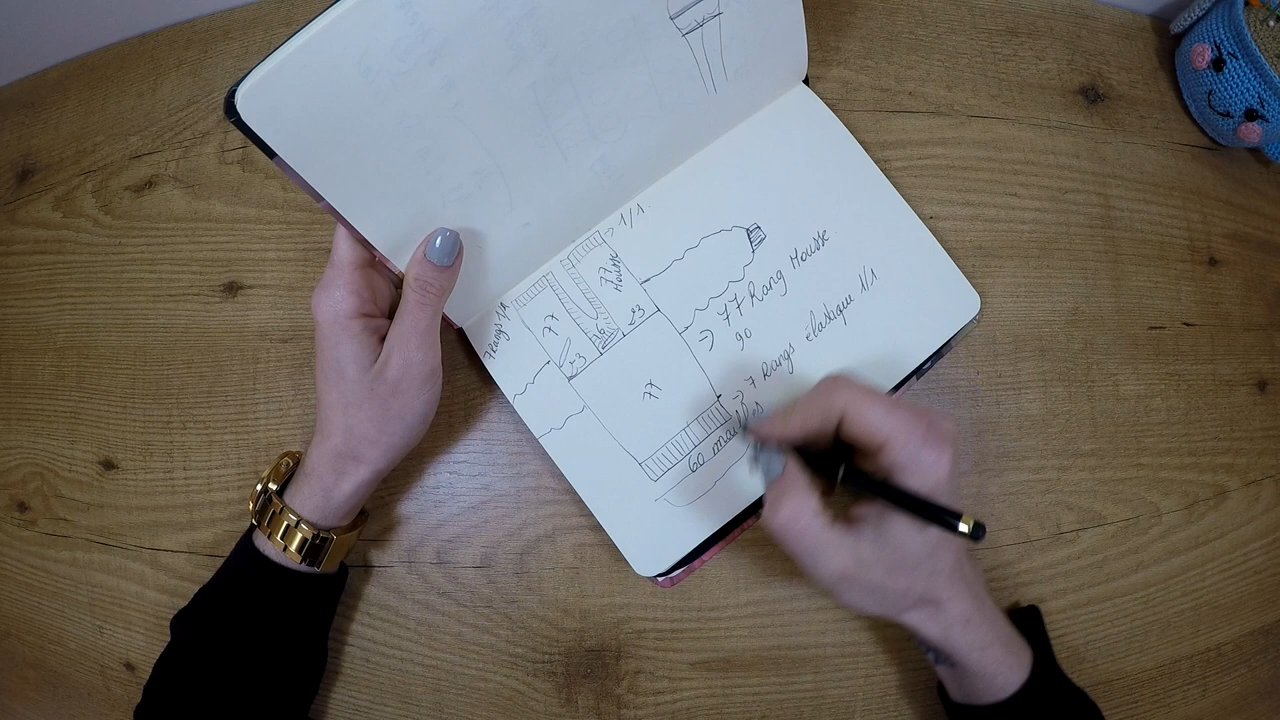 7 Rangs 1/1
1/1.
77
77
Mousse
23
23
77
=> 77 Rang Mousse.
90
=> 7 Rangs élastique 1/1
60 mailles